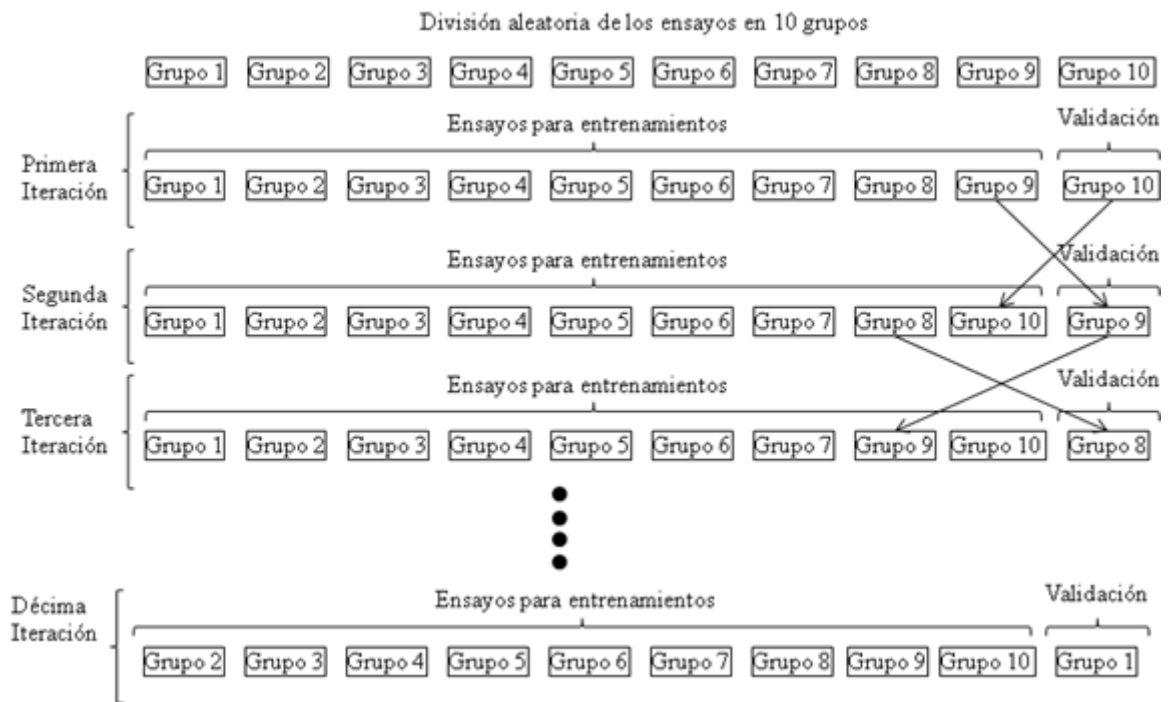 División aleatoria de los ensayos en 10 grupos
Grupo 1 Grupo 2 Grupo 3 Grupo 4 Grupo 5 Grupo 6 Grupo 7 Grupo 8 Grupo 9 Grupo 10
Ensayos para entrenamientos Validación
Primera
Iteración
Grupo 1 Grupo 2 Grupo 3 Grupo 4 Grupo 5 Grupo 6 Grupo 7 Grupo 8 Grupo 9 Grupo 10
Ensayos para entrenamientos Validación
Segunda
Iteración
Grupo 1 Grupo 2 Grupo 3 Grupo 4 Grupo 5 Grupo 6 Grupo 7 Grupo 8 Grupo 10 Grupo 9
Ensayos para entrenamientos Validación
Tercera
Iteración
Grupo 1 Grupo 2 Grupo 3 Grupo 4 Grupo 5 Grupo 6 Grupo 7 Grupo 9 Grupo 10 Grupo 8
Ensayos para entrenamientos Validación
Décima
Iteración
Grupo 2 Grupo 3 Grupo 4 Grupo 5 Grupo 6 Grupo 7 Grupo 8 Grupo 9 Grupo 10 Grupo 1